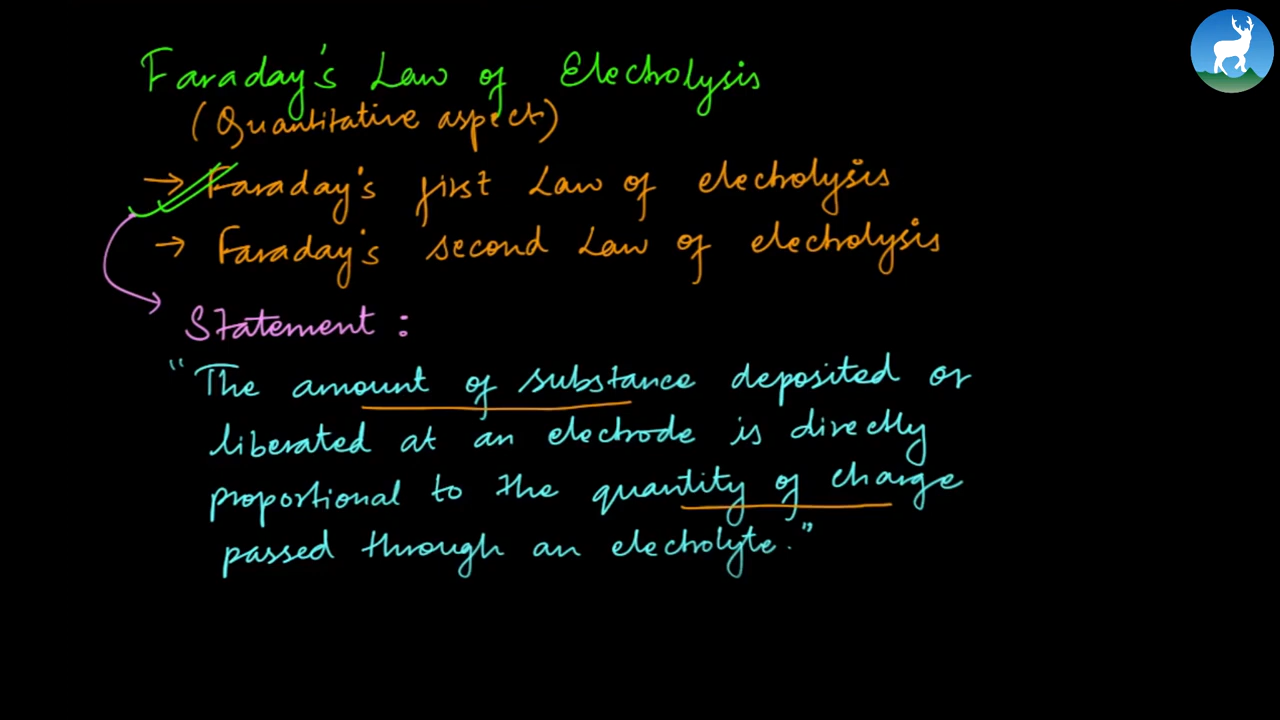 Faraday's Law of Electrolysis
(Quantitative aspect)
→ Faraday's first Law of electrolysis
→ Faraday's second Law of electrolysis
Statement :
"The amount of substance deposited or
liberated at an electrode is directly
proportional to the quantity of charge
passed through an electrolyte."